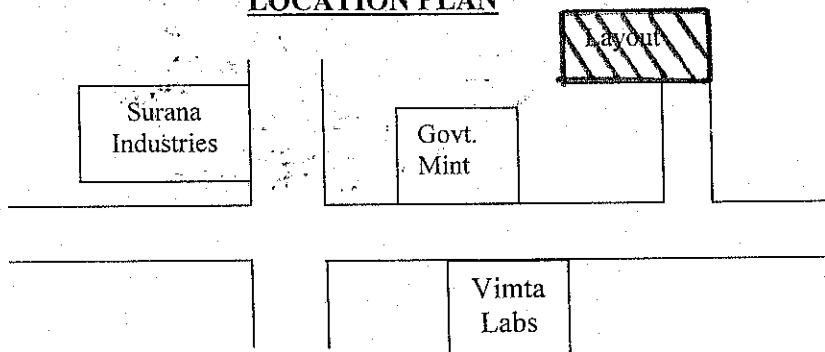 LOCATION PLAN
Layout
Surana
Industries
Govt.
Mint
Vimta
Labs